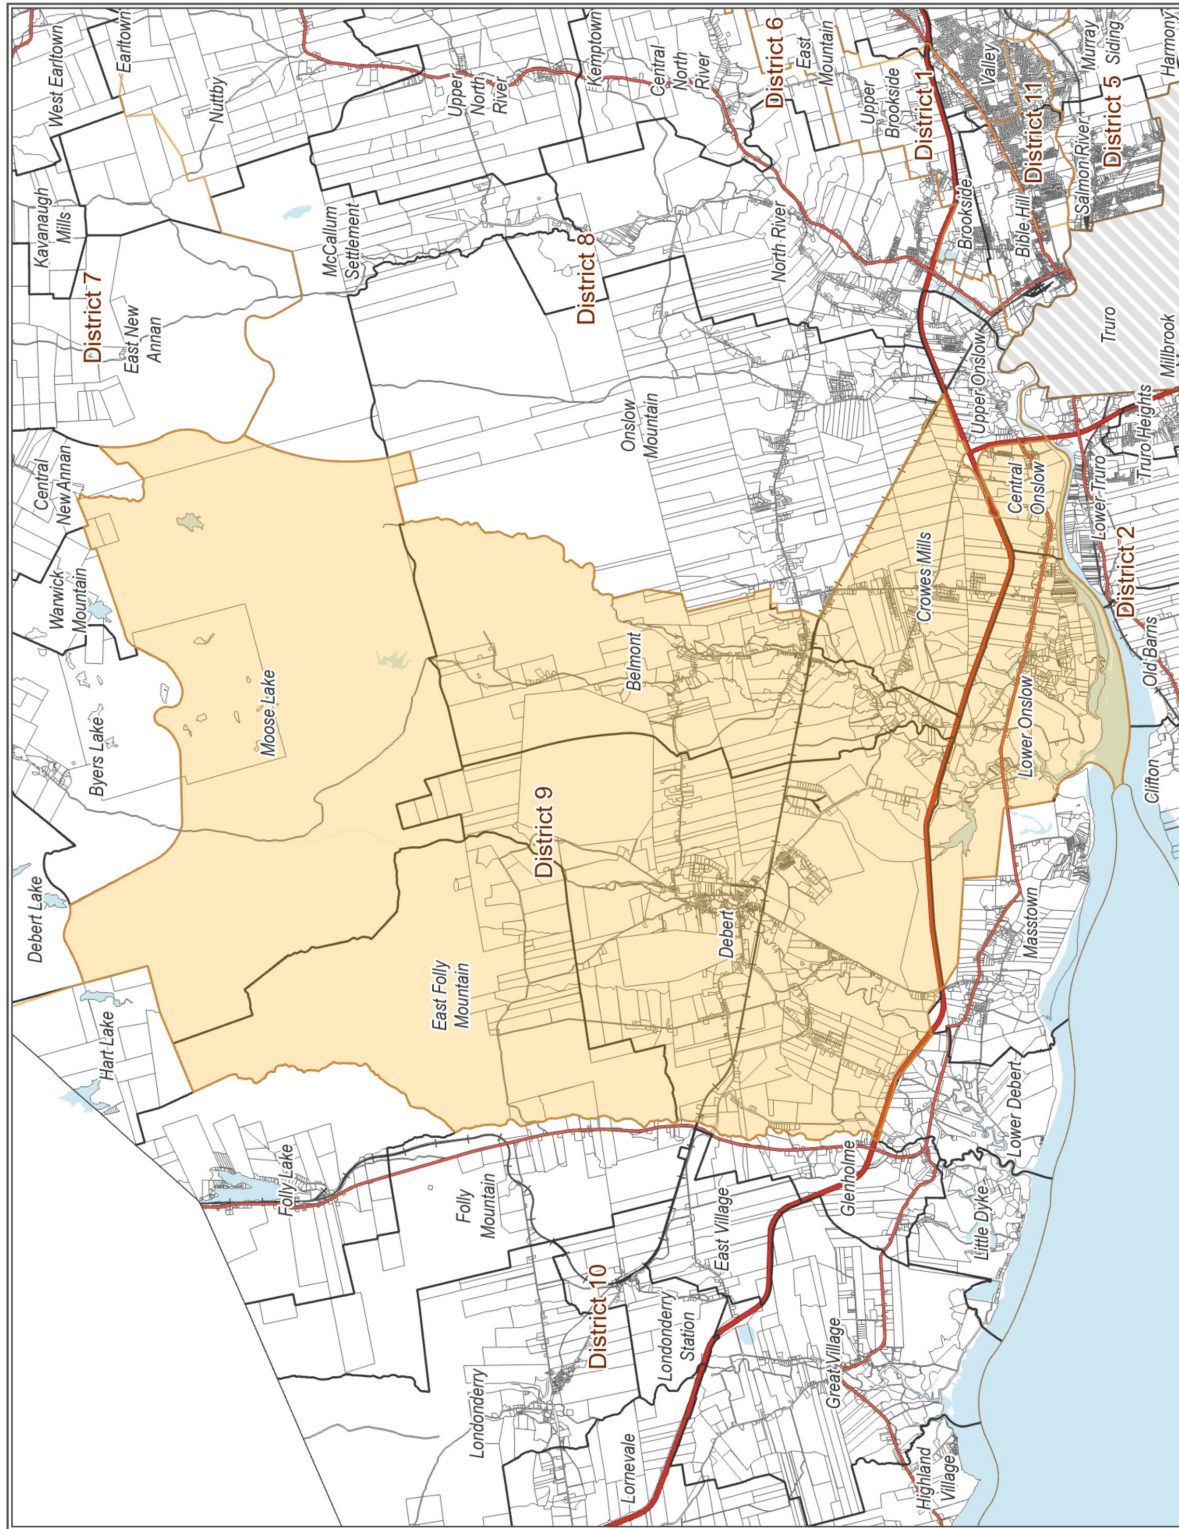 Debert Lake
Central
New Annan
Kavanaugh
Mills
West Earltown
Warwick
Mountain
Byers Lake
District 7
Hart Lake
East New
Annan
Earltown
Nuttby
Moose Lake
Folly Lake
McCallum
Settlement
East Folly
Mountain
Upper
North
River
Folly
Mountain
Londonderry
District 9
District 8
Kemptown
District 10
Lornevale
Onslow
Mountain
Belmont
Central
North
River
Londonderry
Station
East Village
Debert
District 6
North River
East
Mountain
Great Village
Glenholme
Upper
Brookside
Highland
Village
Crowes Mills
District 1
Brookside
Upper Onslow
Little Dyke
Valley
Lower Debert
Central
Onslow
Bible Hill
Lower Onslow
Masstown
District 11
Salmon River
Murray
Siding
Lower Truro
Truro
District 5
District 2
Truro Heights
Old Barns
Clifton
Millbrook
Harmony